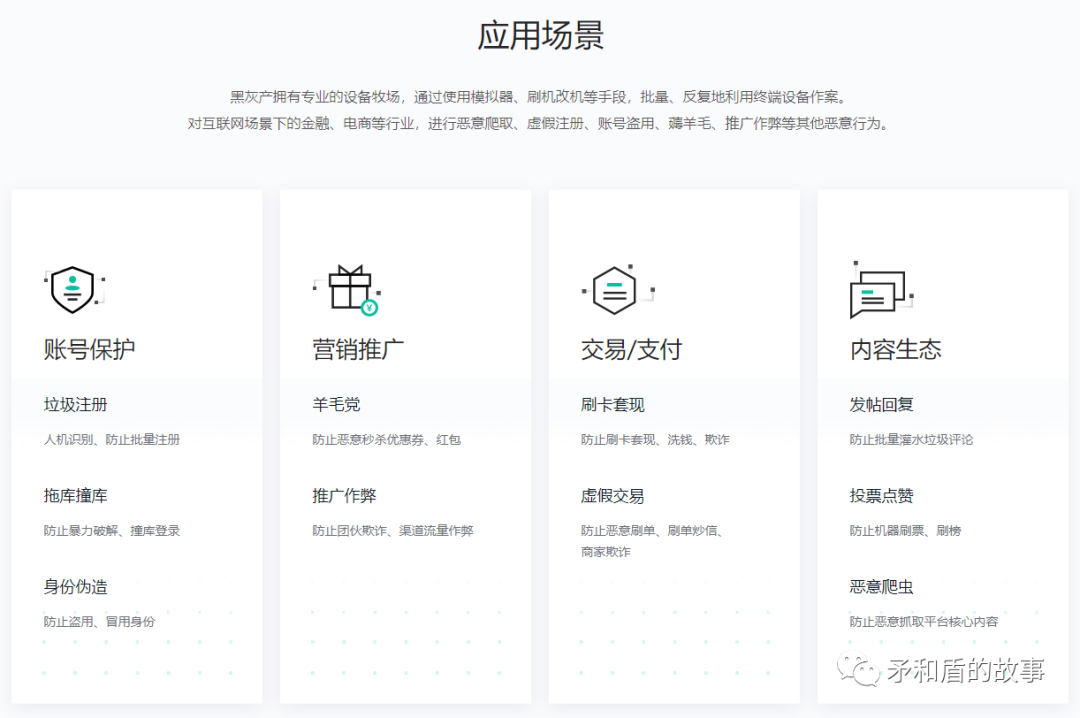 应用场景
黑灰产拥有专业的设备牧场，通过使用模拟器、刷机改机等手段，批量、反复地利用终端设备作案。
对互联网场景下的金融、电商等行业，进行恶意爬取、虚假注册、账号盗用、薅羊毛、推广作弊等其他恶意行为。
账号保护
垃圾注册
人机识别、防止批量注册
拖库撞库
防止暴力破解、撞库登录
身份伪造
防止盗用、冒用身份
¥
营销推广
羊毛党
防止恶意秒杀优惠券、红包
推广作弊
防止团伙欺诈、渠道流量作弊
交易/支付
刷卡套现
防止刷卡套现、洗钱、欺诈
虚假交易
防止恶意刷单、刷单炒信、
商家欺诈
内容生态
发帖回复
防止批量灌水垃圾评论
投票点赞
防止机器刷票、刷榜
恶意爬虫
防止恶意抓取平台核心内容
矛和盾的故事